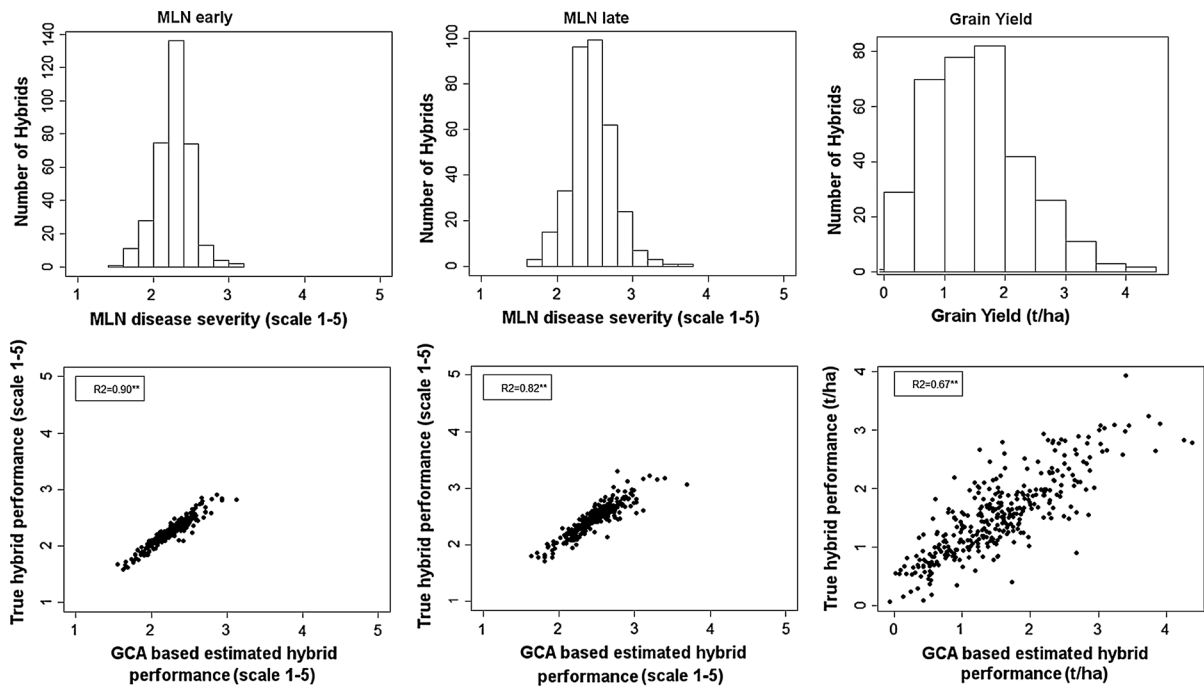 MLN early
Number of Hybrids
0 20 40 60 80 100 120 140
1 2 3 4 5
MLN disease severity (scale 1-5)
MLN late
Number of Hybrids
0 20 40 60 80 100
1 2 3 4 5
MLN disease severity (scale 1-5)
Grain Yield
Number of Hybrids
0 20 40 60 80
0 1 2 3 4
Grain Yield (t/ha)
True hybrid performance (scale 1-5)
1 2 3 4 5
R2=0.90**
1 2 3 4 5
GCA based estimated hybrid
performance (scale 1-5)
True hybrid performance (scale 1-5)
1 2 3 4 5
R2=0.82**
1 2 3 4 5
GCA based estimated hybrid
performance (scale 1-5)
True hybrid performance (t/ha)
0 1 2 3 4
R2=0.67**
0 1 2 3 4
GCA based estimated hybrid
performance (t/ha)